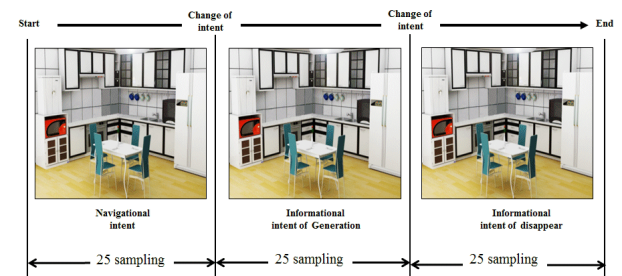 Start
Change of
intent
Change of
intent
End
Navigational
intent
Informational
intent of Generation
Informational
intent of disappear
25 sampling
25 sampling
25 sampling